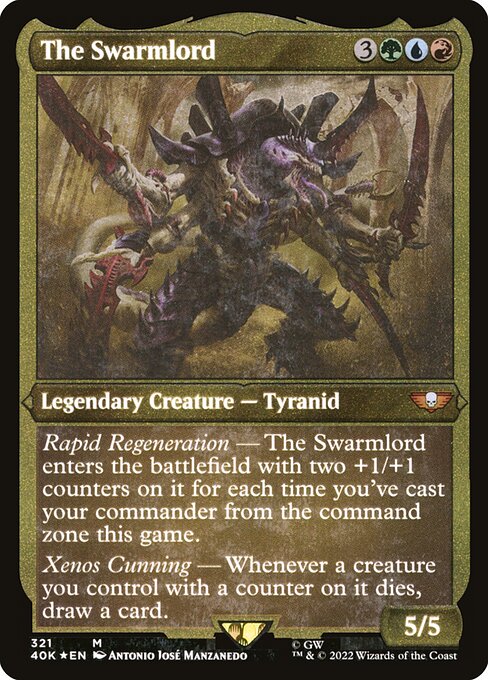 The Swarmlord 3
Legendary Creature — Tyranid
Rapid Regeneration — The Swarmlord
enters the battlefield with two +1/+1
counters on it for each time you've cast
your commander from the command
zone this game.
Xenos Cunning — Whenever a creature
you control with a counter on it dies,
draw a card.
5/5
321 M
40K★EN Antonio José Manzanedo
© GW
™ & © 2022 Wizards of the Coast